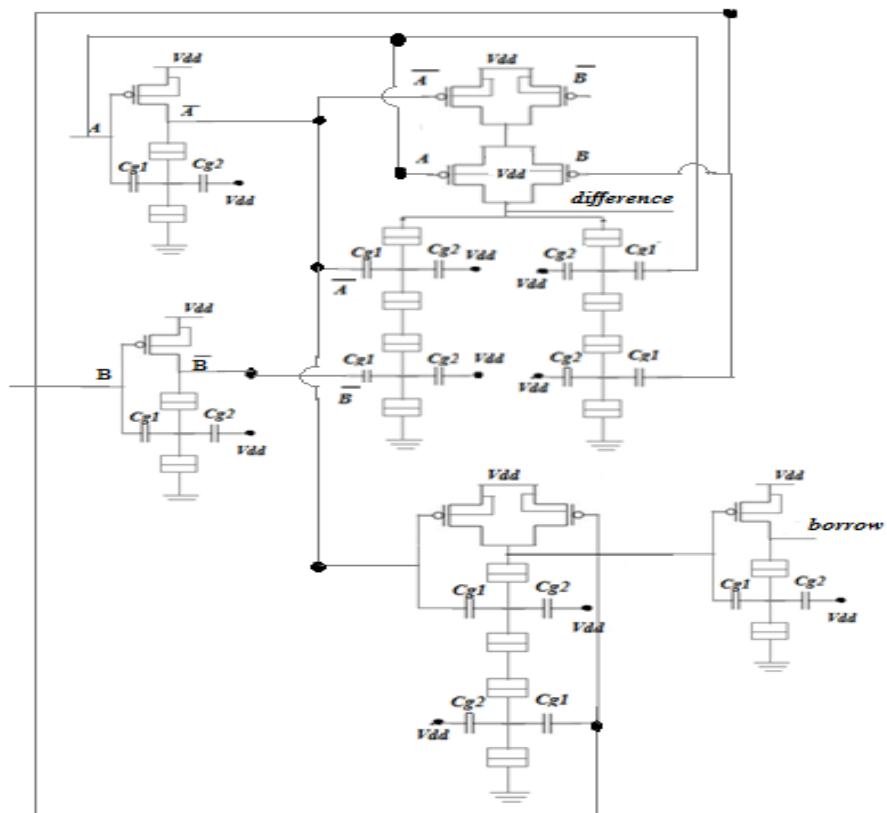 Vdd
Vdd
A̅
B̅
A̅
A
Cg1
Cg2
Vdd
A
Vdd
B
difference
Cg1
Cg2
Vdd
Cg2
Cg1
Vdd
A̅
Vdd
B
B̅
Cg1
Cg2
Vdd
Cg2
Cg1
Vdd
B̅
Cg1
Cg2
Vdd
Vdd
Vdd
borrow
Cg1
Cg2
Vdd
Cg1
Cg2
Vdd
Cg2
Cg1
Vdd